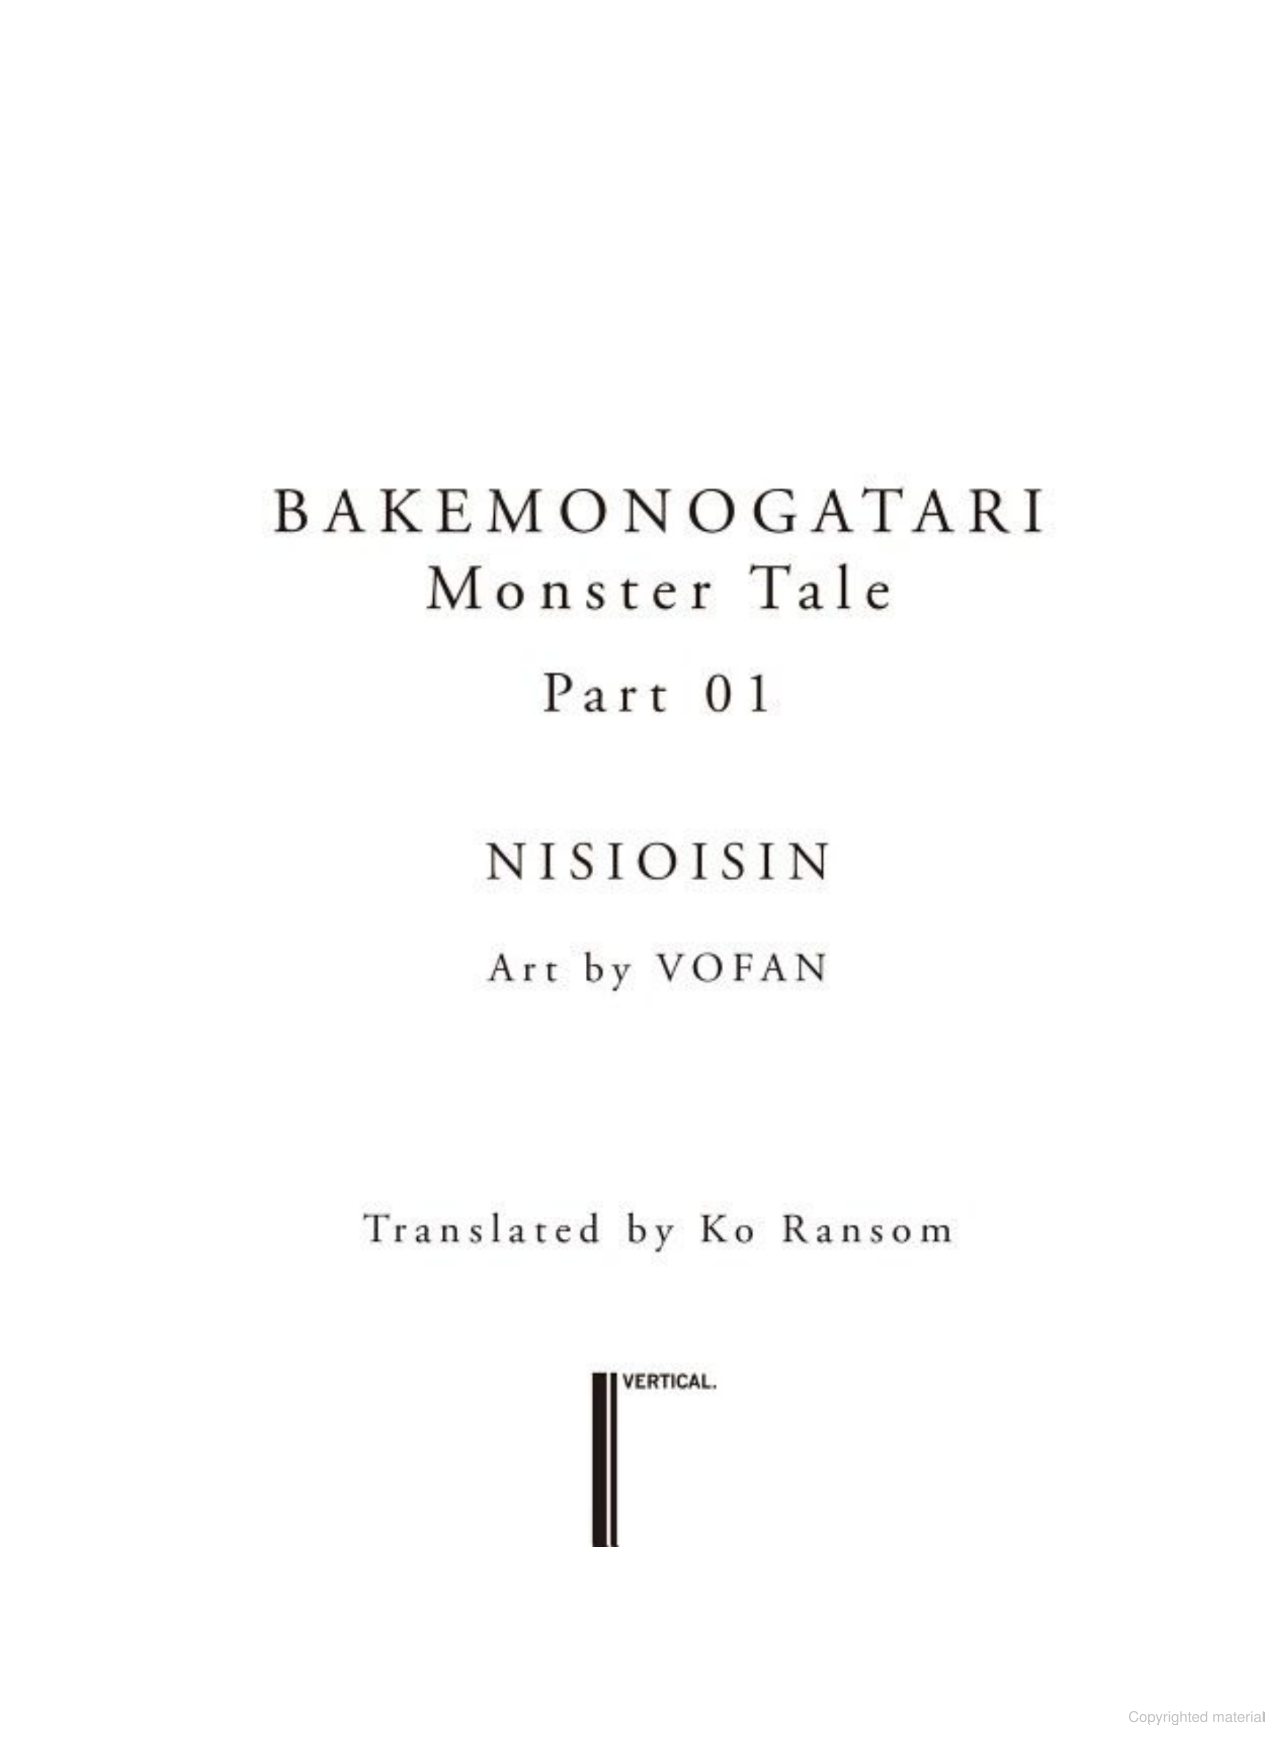 BAKEMONOGATARI
Monster Tale
Part 01
NISIOISIN
Art by VOFAN
Translated by Ko Ransom
VERTICAL.
Copyrighted material